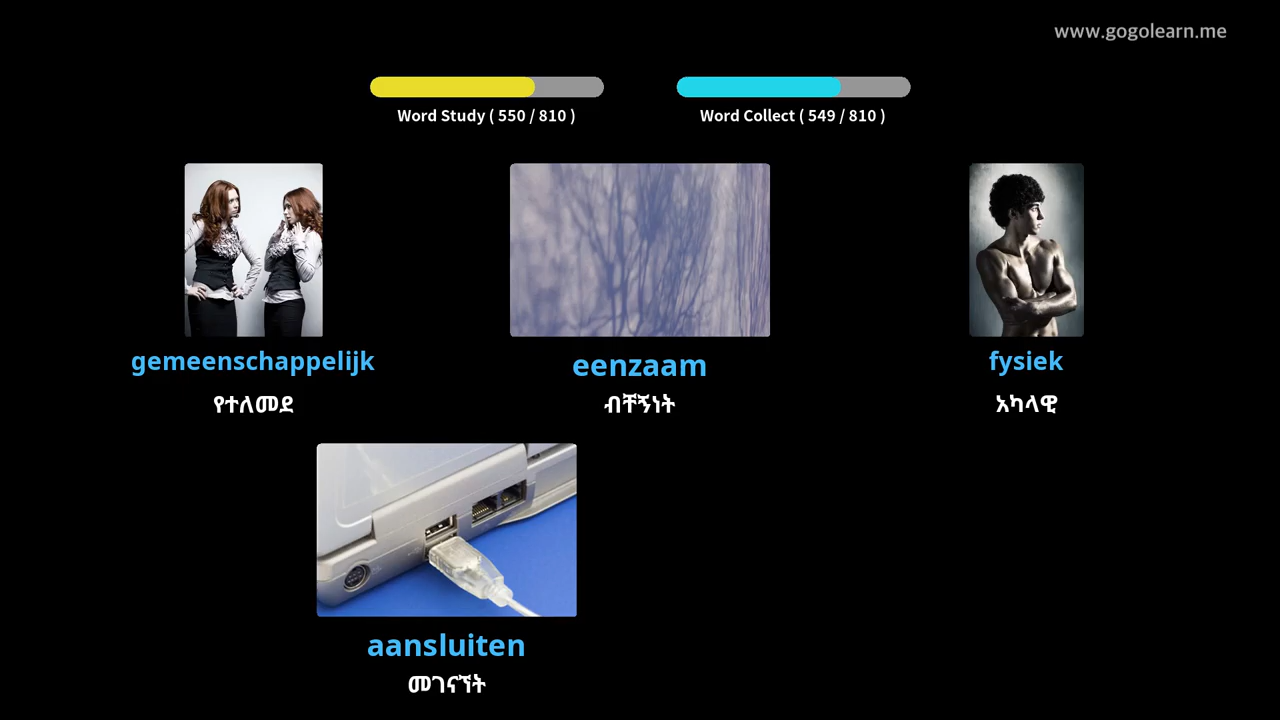 www.gogolearn.me
Word Study ( 550 / 810 )
Word Collect ( 549 / 810 )
gemeenschappelijk
eenzaam
fysiek
የተለመደ
ብቸኝነት
አካላዊ
aansluiten
መገናኘት